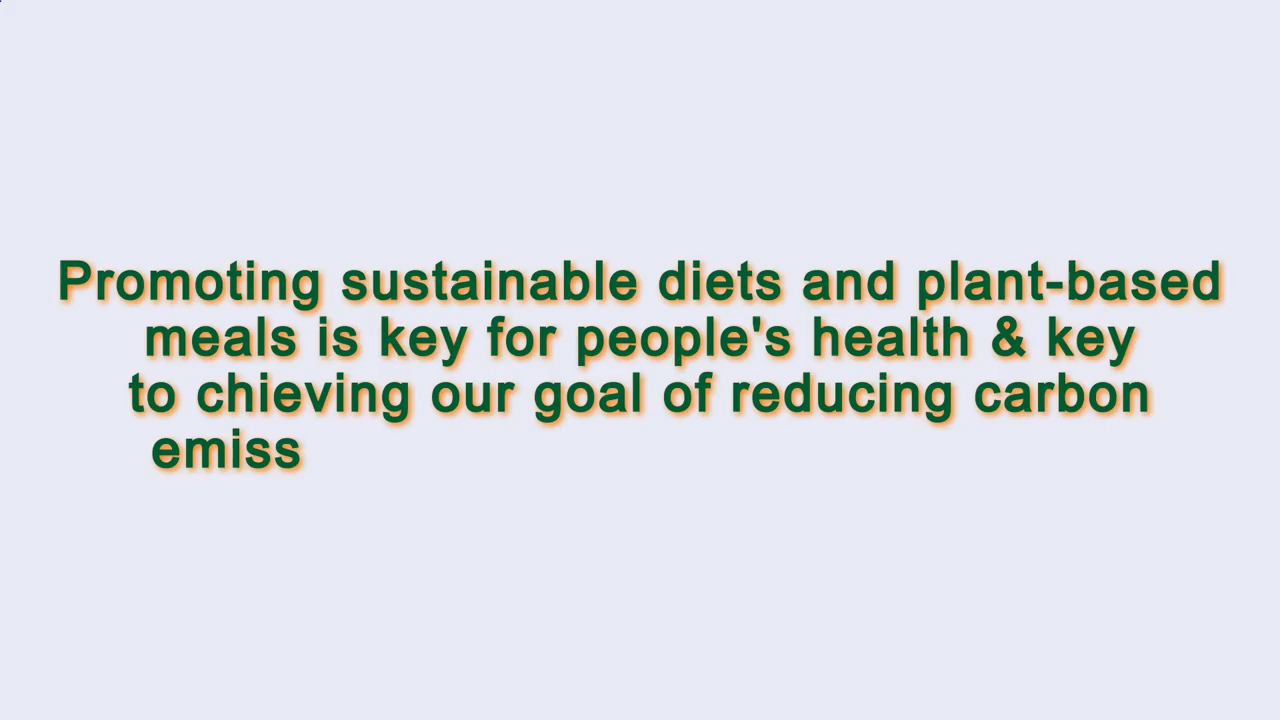 Promoting sustainable diets and plant-based
meals is key for people's health & key
to chieving our goal of reducing carbon
emiss